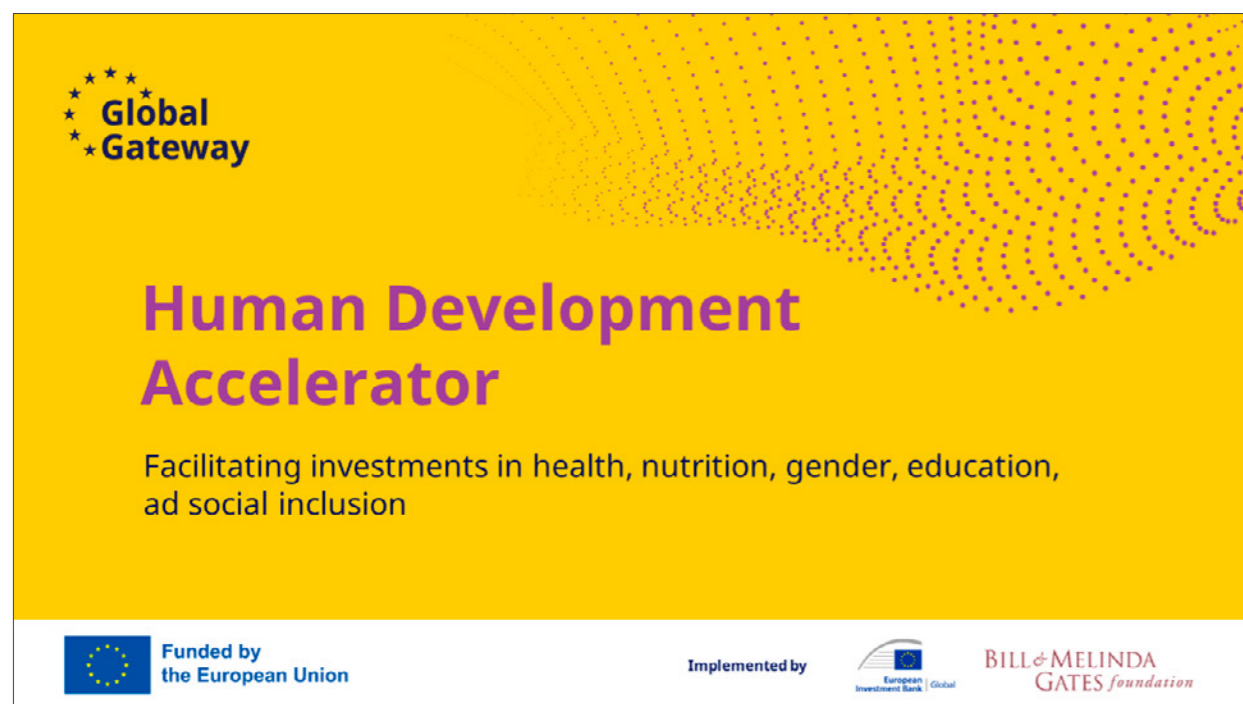 Global
Gateway
Human Development
Accelerator
Facilitating investments in health, nutrition, gender, education,
ad social inclusion
Funded by
the European Union
Implemented by
European
Investment Bank | Global
BILL & MELINDA
GATES foundation